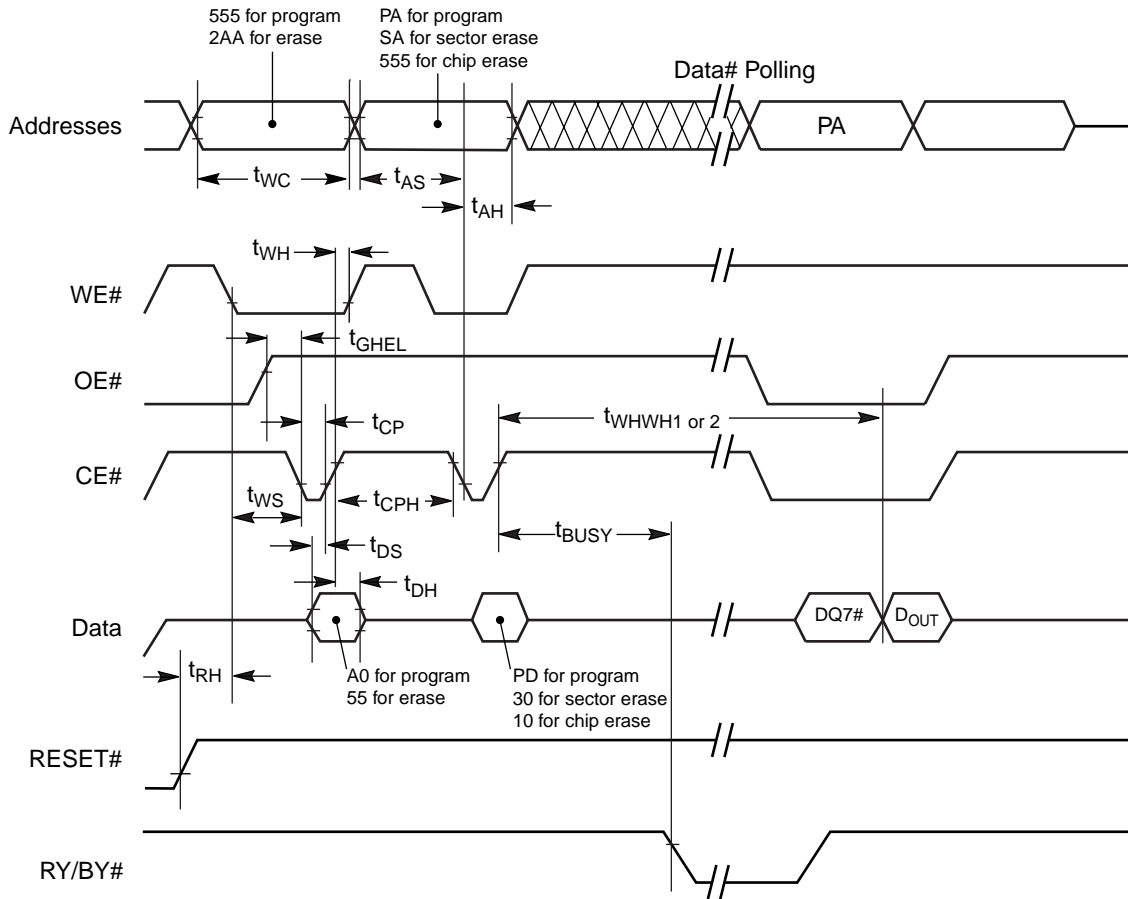 555 for program
2AA for erase
PA for program
SA for sector erase
555 for chip erase
Data# Polling
Addresses
PA
tWC
tAS
tAH
tWH
WE#
tGHEL
OE#
tWHWH1 or 2
tCP
CE#
tWS
tCPH
tBUSY
tDS
tDH
Data
DQ7#
DOUT
tRH
A0 for program
55 for erase
PD for program
30 for sector erase
10 for chip erase
RESET#
RY/BY#